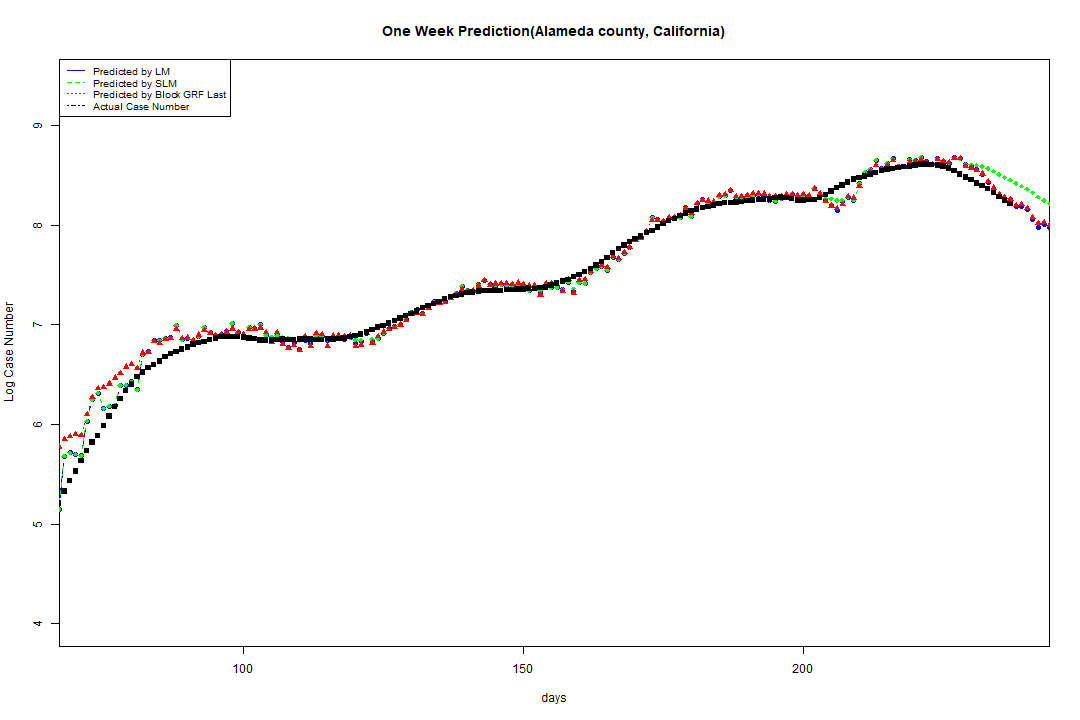 One Week Prediction(Alameda county, California)
Predicted by LM
Predicted by SLM
Predicted by Block GRF Last
Actual Case Number
9
8
7
6
5
4
Log Case Number
100 150 200
days